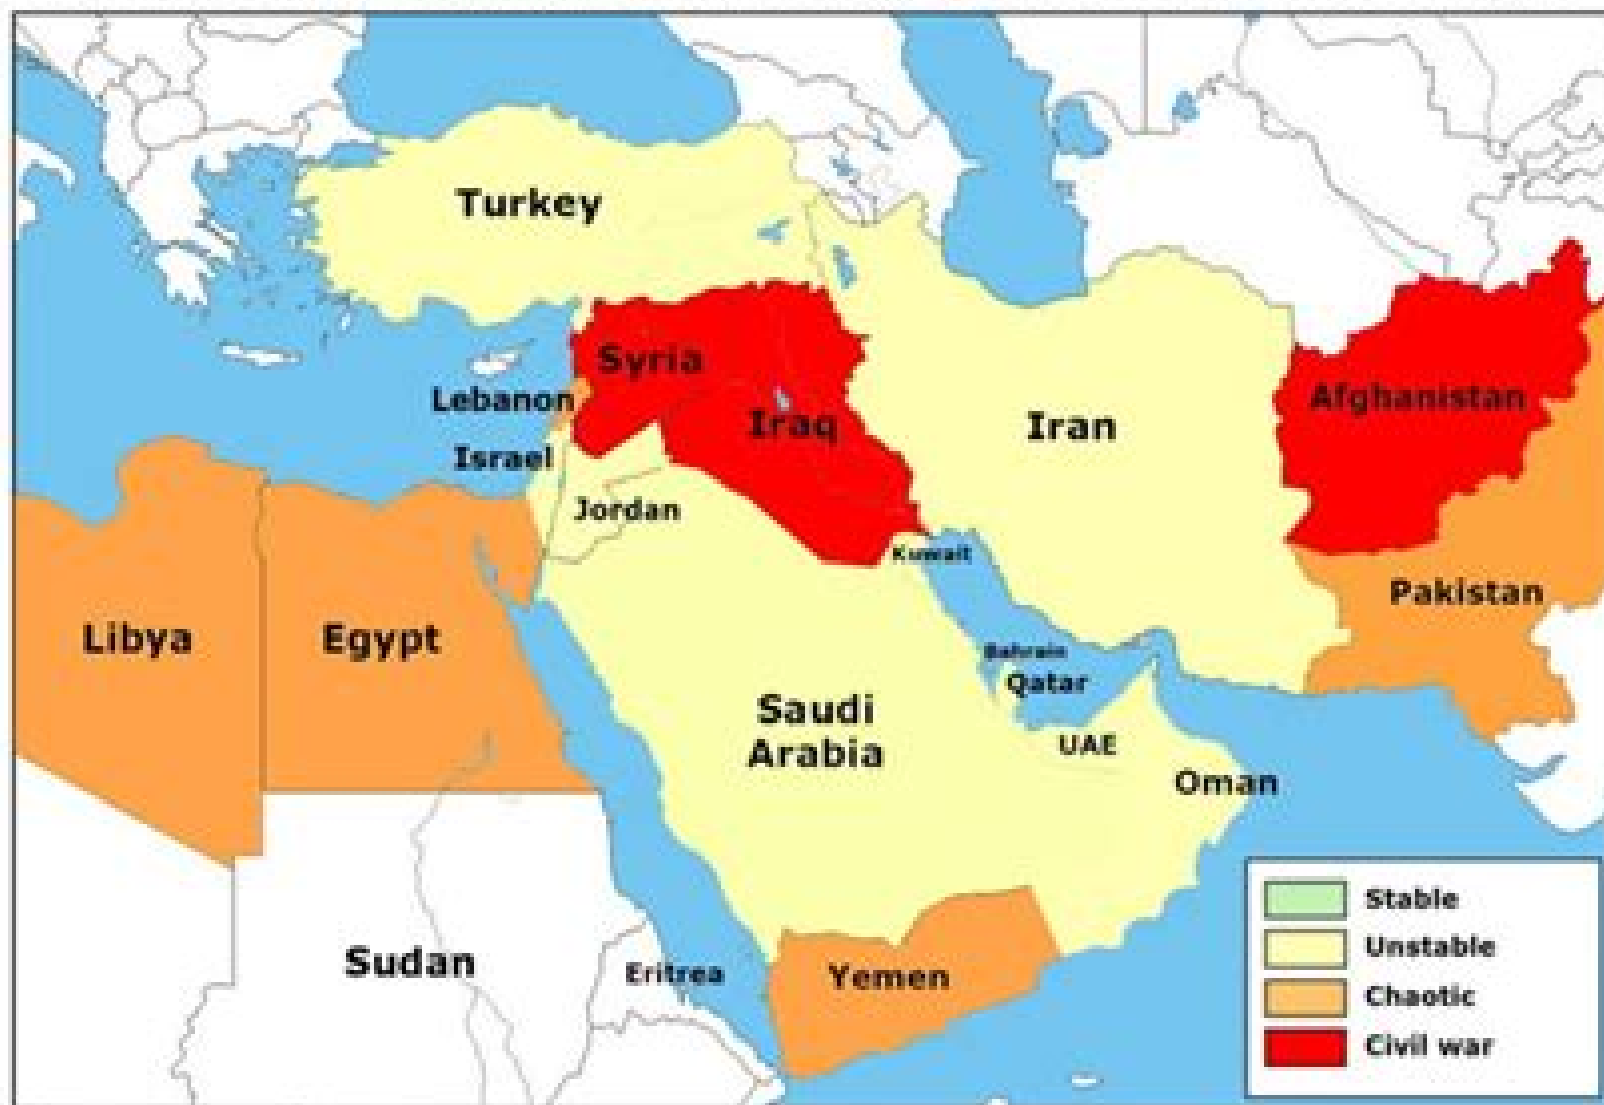 Turkey
Syria
Lebanon
Iraq
Iran
Afghanistan
Israel
Jordan
Kuwait
Pakistan
Libya
Egypt
Bahrain
Qatar
Saudi
Arabia
UAE
Oman
Sudan
Eritrea
Yemen
Stable
Unstable
Chaotic
Civil war